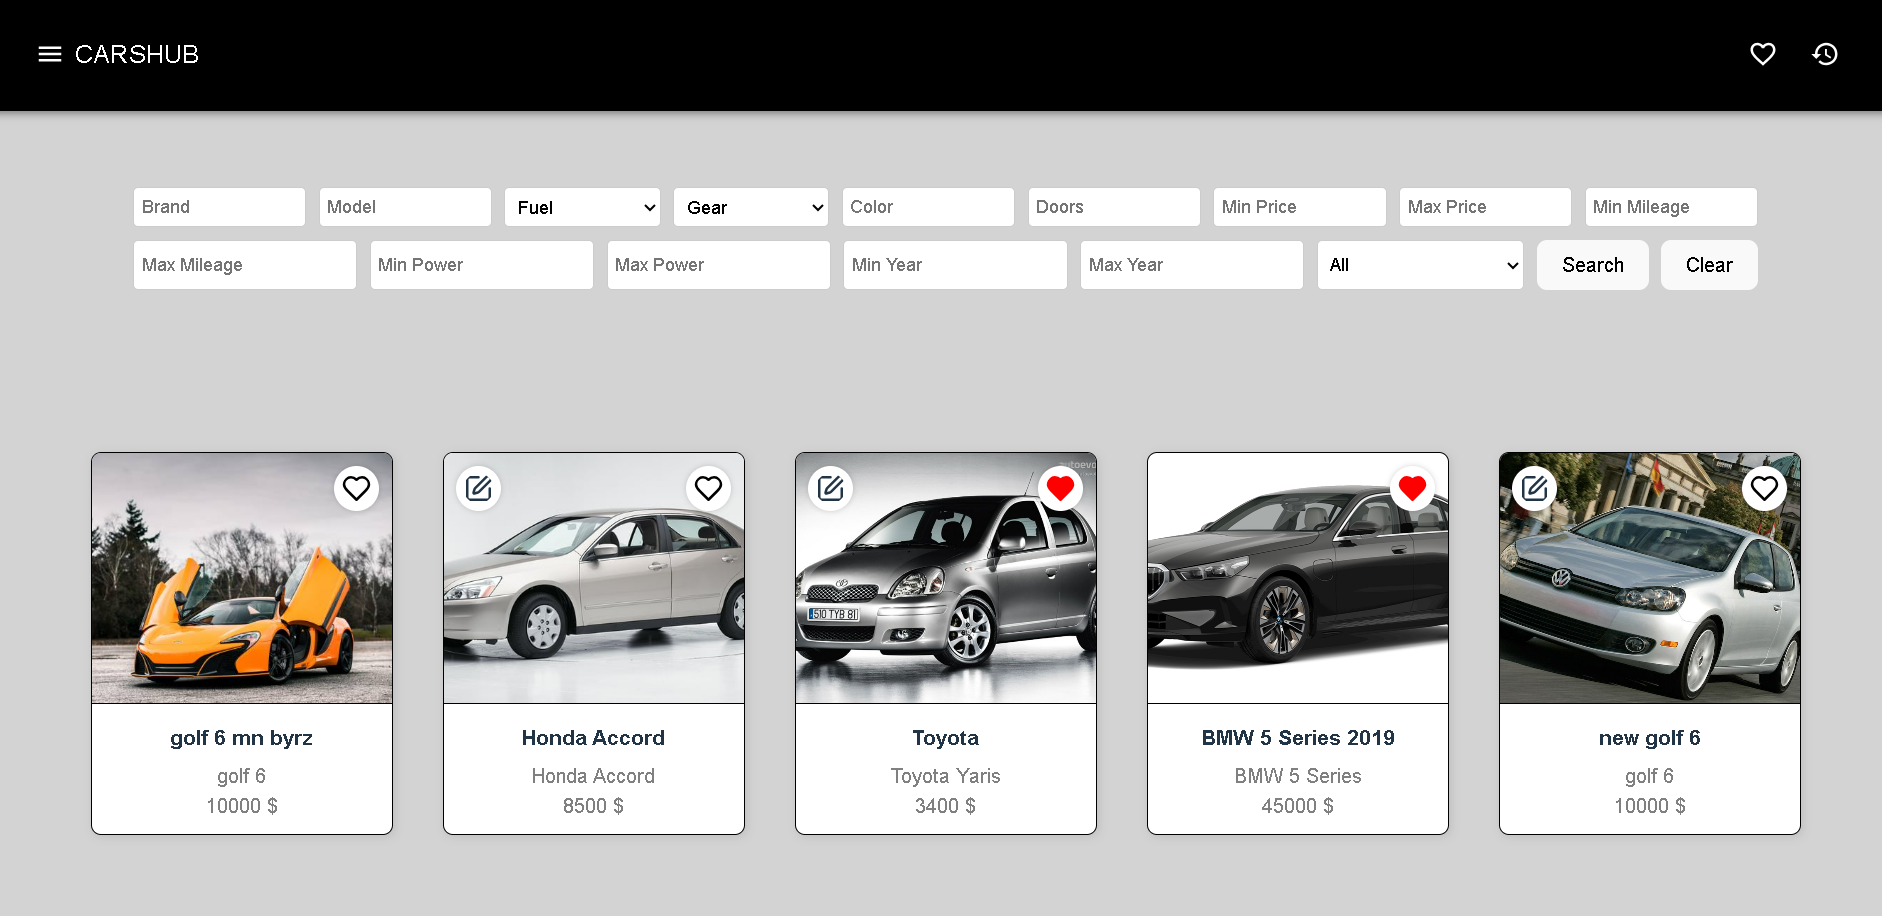 CARSHUB
Brand Model Fuel Gear Color Doors Min Price Max Price Min Mileage
Max Mileage Min Power Max Power Min Year Max Year All Search Clear
autoevo
510 TYB 81
golf 6 mn byrz
golf 6
10000 $
Honda Accord
Honda Accord
8500 $
Toyota
Toyota Yaris
3400 $
BMW 5 Series 2019
BMW 5 Series
45000 $
new golf 6
golf 6
10000 $